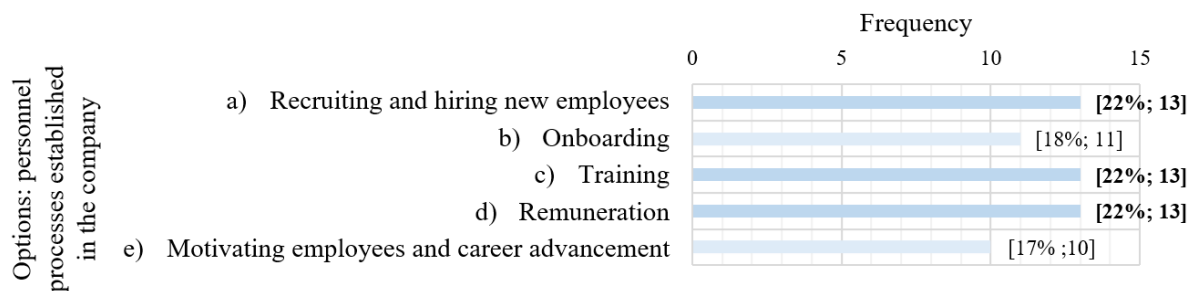 Frequency
0 5 10 15
Options: personnel
processes established
in the company
a) Recruiting and hiring new employees [22%; 13]
b) Onboarding [18%; 11]
c) Training [22%; 13]
d) Remuneration [22%; 13]
e) Motivating employees and career advancement [17% ;10]